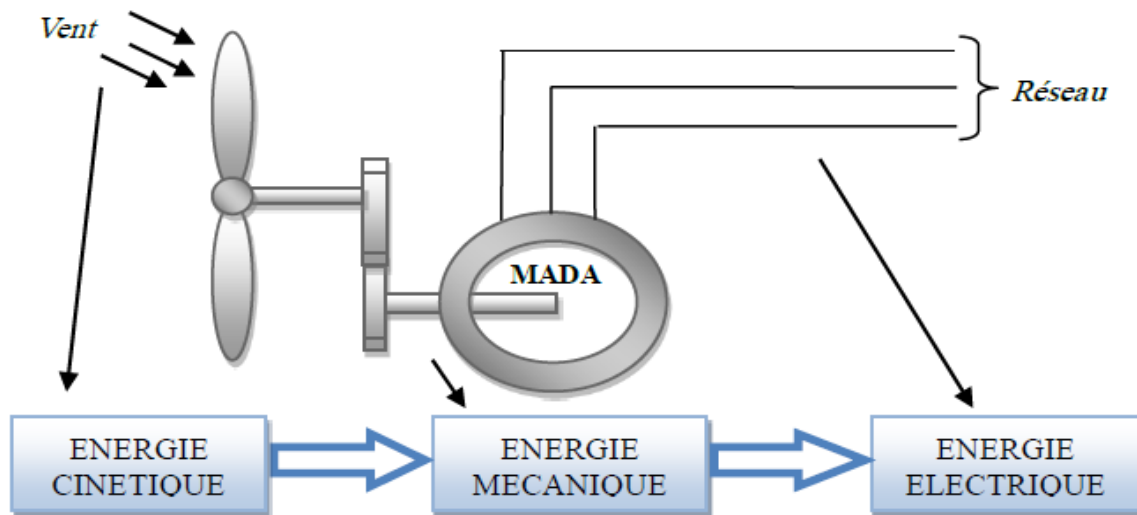 Vent
Réseau
MADA
ENERGIE
CINETIQUE
ENERGIE
MECANIQUE
ENERGIE
ELECTRIQUE